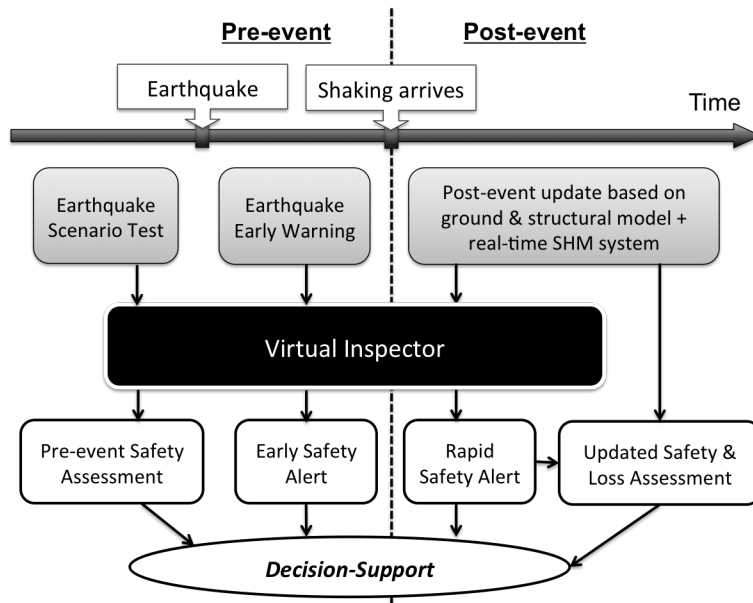 Pre-event
Post-event
Earthquake
Shaking arrives
Time
Earthquake
Scenario Test
Earthquake
Early Warning
Post-event update based on
ground & structural model +
real-time SHM system
Virtual Inspector
Pre-event Safety
Assessment
Early Safety
Alert
Rapid
Safety Alert
Updated Safety &
Loss Assessment
Decision-Support